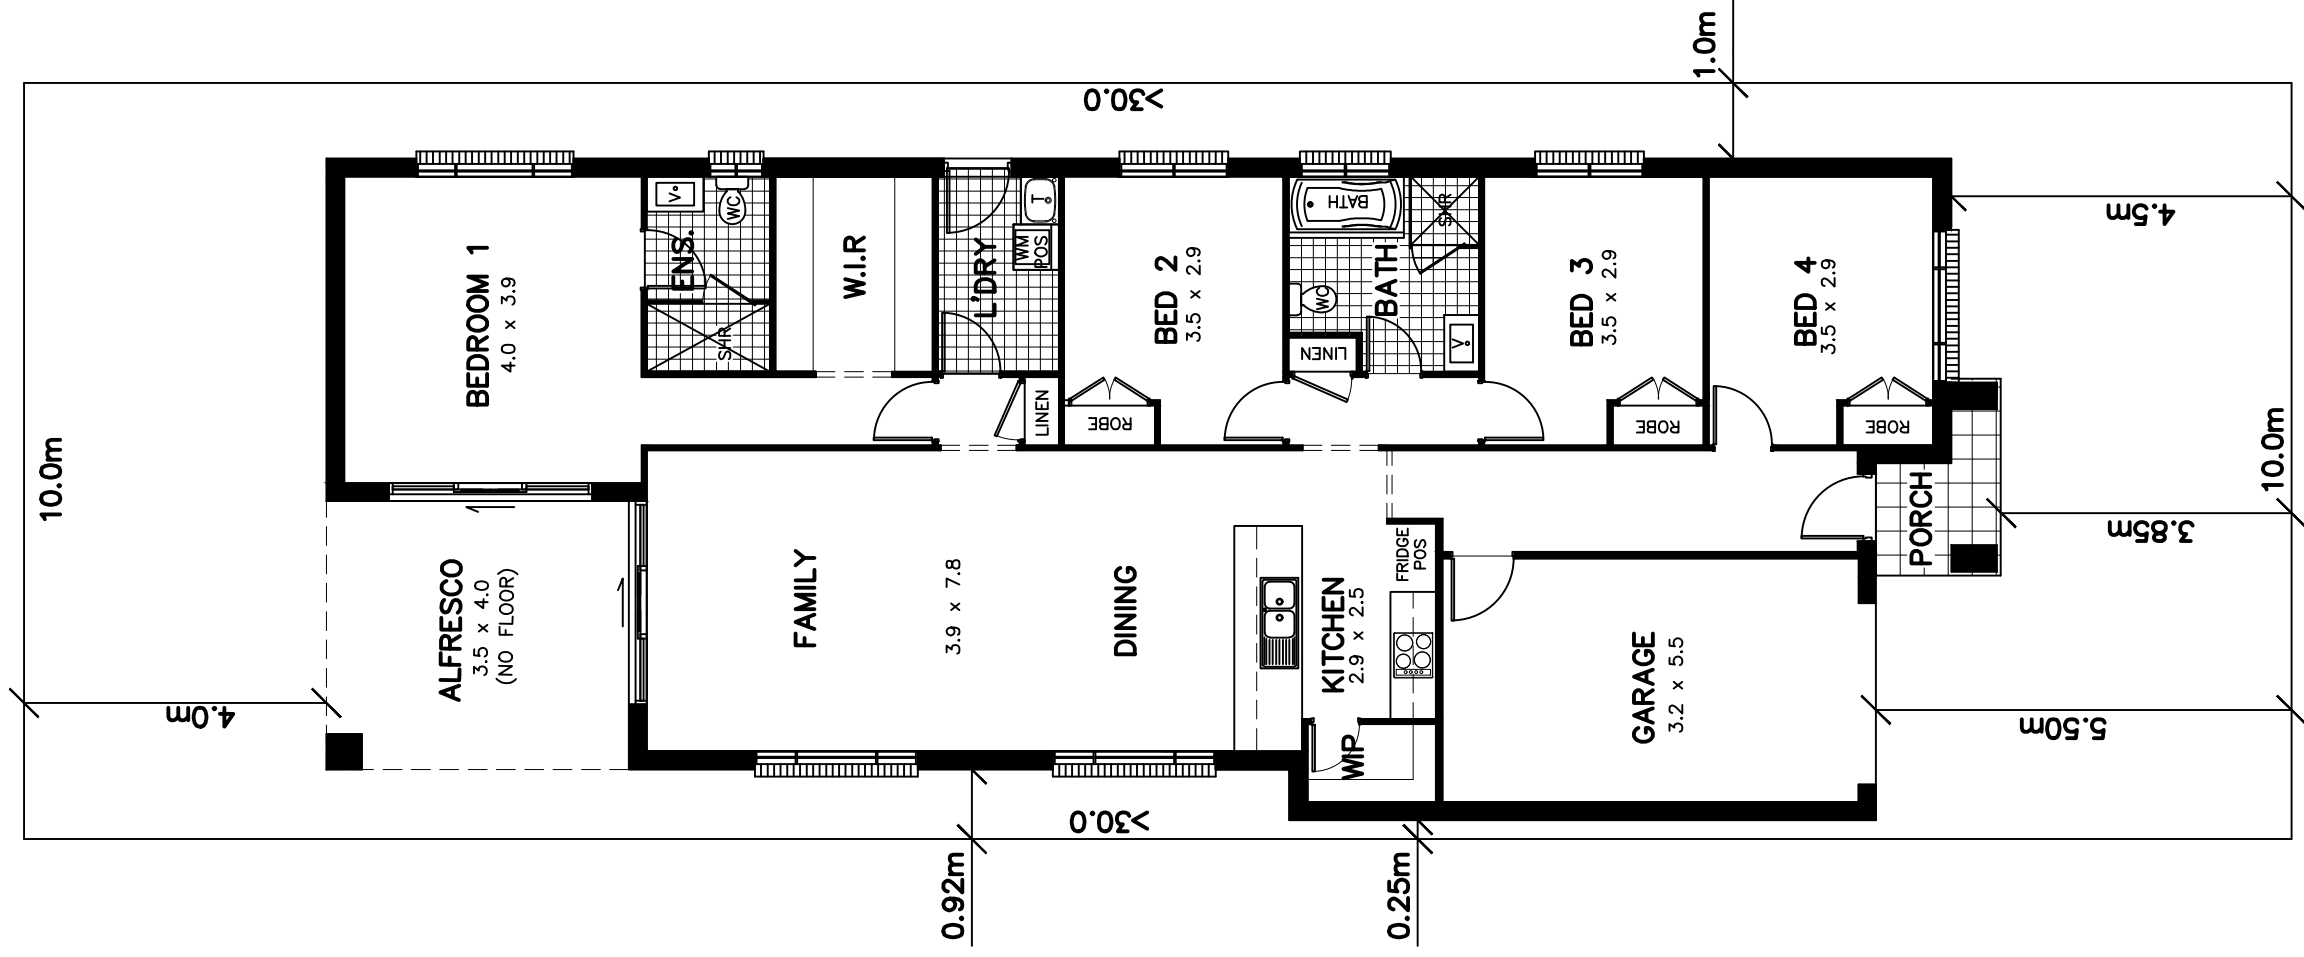 1.0m
>30.0
10.0m
BEDROOM 1
4.0 x 3.9
V
WC
ENS.
SHR
W.I.R
L'DRY
T
WM
POS
LINEN
BED 2
3.5 x 2.9
ROBE
BATH
SHR
WC
BATH
LINEN
V
BED 3
3.5 x 2.9
ROBE
BED 4
3.5 x 2.9
ROBE
4.5m
10.0m
PORCH
3.85m
ALFRESCO
3.5 x 4.0
(NO FLOOR)
4.0m
FAMILY
3.9 x 7.8
DINING
KITCHEN
2.9 x 2.5
FRIDGE
POS
WIP
GARAGE
3.2 x 5.5
5.50m
>30.0
0.92m
0.25m